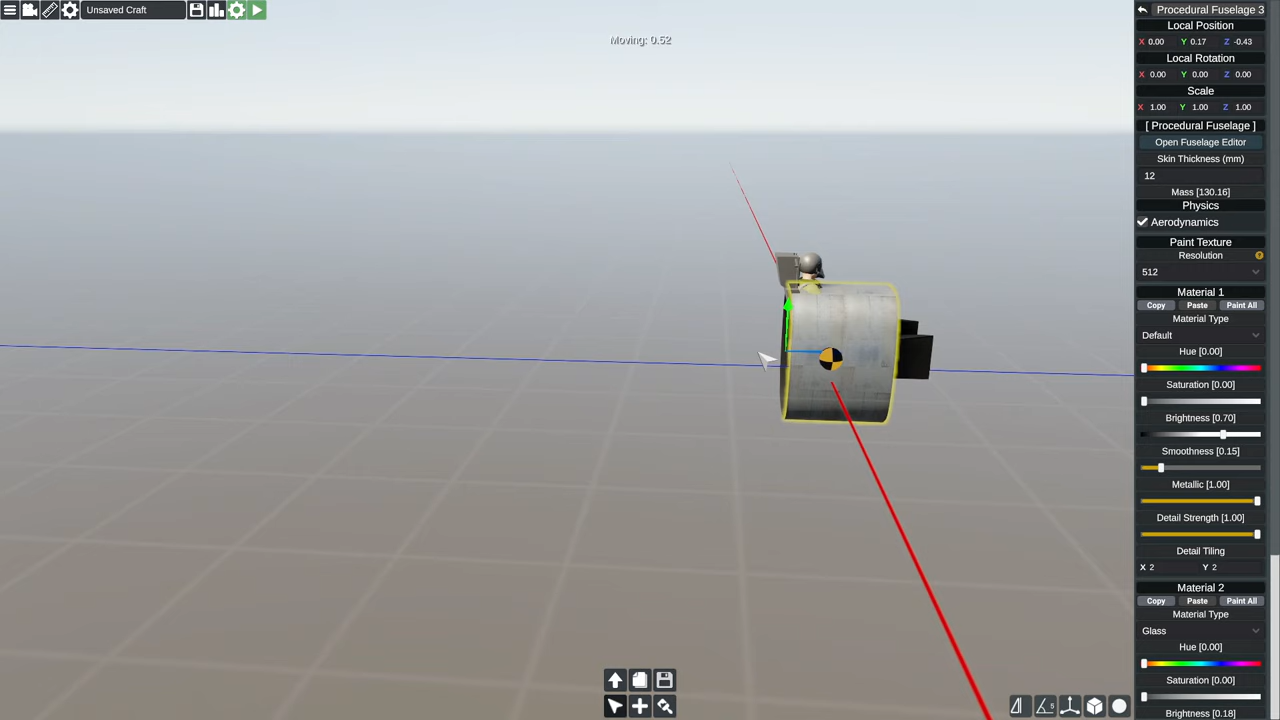 Unsaved Craft
Moving: 0.52
Procedural Fuselage 3
Local Position
X 0.00 Y 0.17 Z -0.43
Local Rotation
X 0.00 Y 0.00 Z 0.00
Scale
X 1.00 Y 1.00 Z 1.00
[ Procedural Fuselage ]
Open Fuselage Editor
Skin Thickness (mm)
12
Mass [130.16]
Physics
Aerodynamics
Paint Texture
Resolution
512
Material 1
Copy Paste Paint All
Material Type
Default
Hue [0.00]
Saturation [0.00]
Brightness [0.70]
Smoothness [0.15]
Metallic [1.00]
Detail Strength [1.00]
Detail Tiling
X 2 Y 2
Material 2
Copy Paste Paint All
Material Type
Glass
Hue [0.00]
Saturation [0.00]
Brightness [0.18]
5